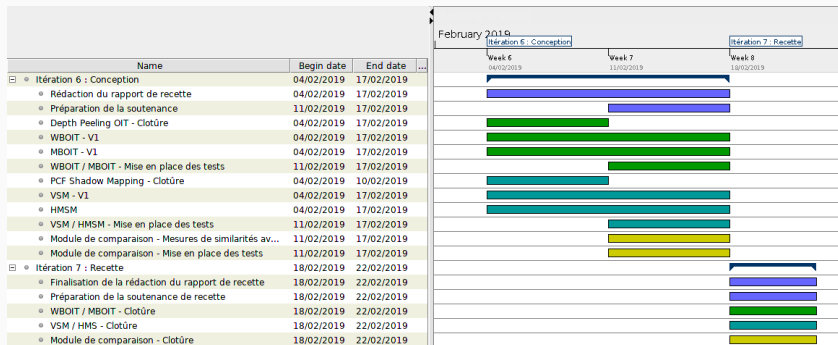 February 2019
Itération 6 : Conception
Itération 7 : Recette
Week 6
Week 7
Week 8
04/02/2019
11/02/2019
18/02/2019
Name Begin date End date ...
Itération 6 : Conception 04/02/2019 17/02/2019
Rédaction du rapport de recette 04/02/2019 17/02/2019
Préparation de la soutenance 11/02/2019 17/02/2019
Depth Peeling OIT - Clotûre 04/02/2019 10/02/2019
WBOIT - V1 04/02/2019 17/02/2019
MBOIT - V1 04/02/2019 17/02/2019
WBOIT / MBOIT - Mise en place des tests 11/02/2019 17/02/2019
PCF Shadow Mapping - Clotûre 04/02/2019 10/02/2019
VSM - V1 04/02/2019 17/02/2019
HMSM 04/02/2019 17/02/2019
VSM / HMSM - Mise en place des tests 11/02/2019 17/02/2019
Module de comparaison - Mesures de similarités av... 11/02/2019 17/02/2019
Module de comparaison - Mise en place des tests 11/02/2019 17/02/2019
Itération 7 : Recette 18/02/2019 22/02/2019
Finalisation de la rédaction du rapport de recette 18/02/2019 22/02/2019
Préparation de la soutenance de recette 18/02/2019 22/02/2019
WBOIT / MBOIT - Clotûre 18/02/2019 22/02/2019
VSM / HMS - Clotûre 18/02/2019 22/02/2019
Module de comparaison - Clotûre 18/02/2019 22/02/2019